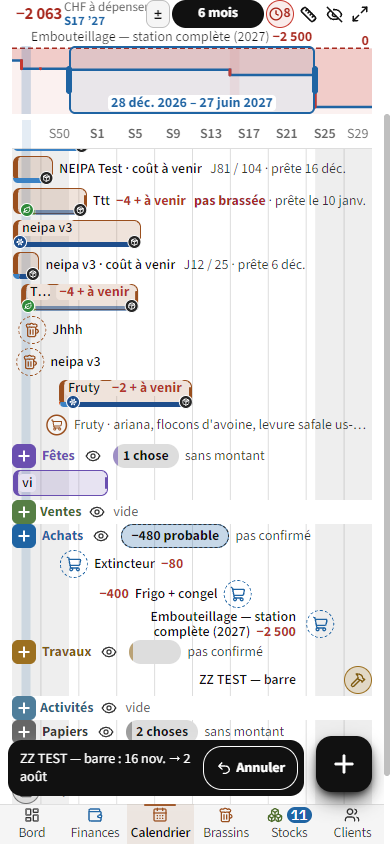 −2 063 CHF à dépenser S17 ’27
± 6 mois 8
Embouteillage — station complète (2027) −2 500
0
28 déc. 2026 – 27 juin 2027
S50 S1 S5 S9 S13 S17 S21 S25 S29
NEIPA Test · coût à venir J81 / 104 · prête 16 déc.
Ttt −4 + à venir pas brassée · prête le 10 janv.
neipa v3
neipa v3 · coût à venir J12 / 25 · prête 6 déc.
T… −4 + à venir
Jhhh
neipa v3
Fruty −2 + à venir
Fruty · ariana, flocons d'avoine, levure safale us-…
Fêtes 1 chose sans montant
vi
Ventes vide
Achats −480 probable pas confirmé
Extincteur −80
−400 Frigo + congel
Embouteillage — station
complète (2027) −2 500
Travaux pas confirmé
ZZ TEST — barre
Activités vide
Papiers 2 choses sans montant
ZZ TEST — barre : 16 nov. → 2
août
Annuler
+
Bord Finances Calendrier Brassins Stocks 11 Clients